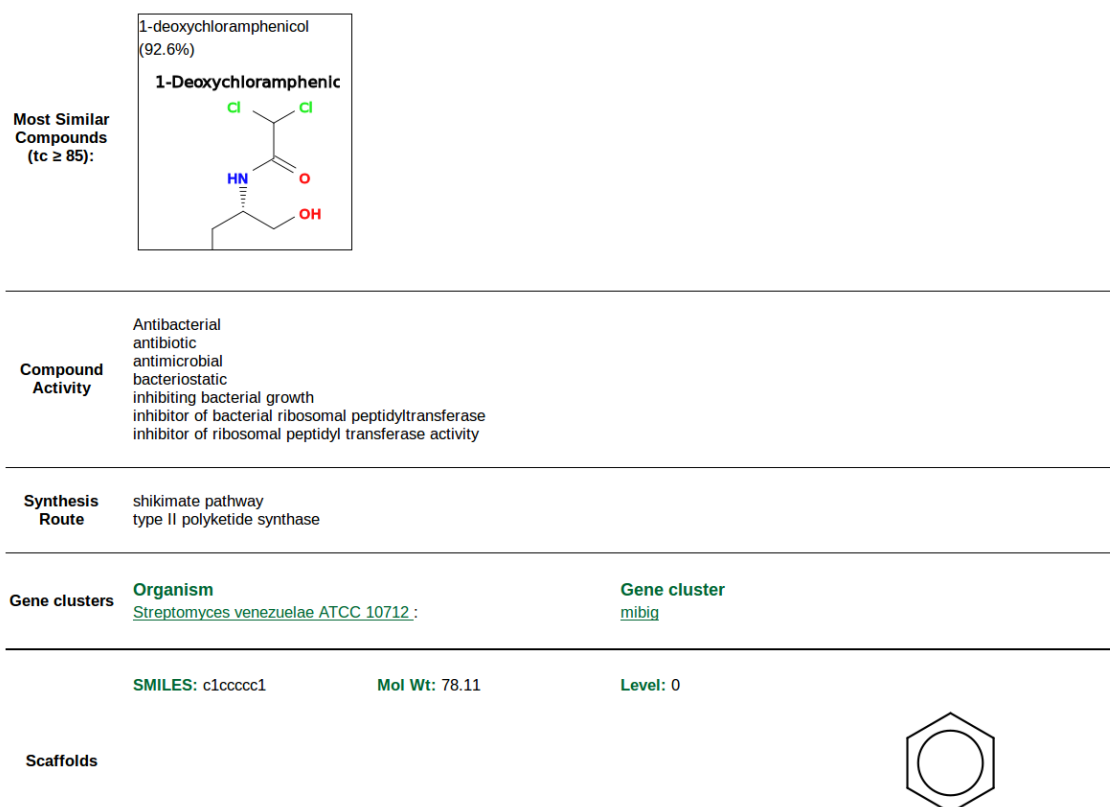 1-deoxychloramphenicol
(92.6%)
1-Deoxychloramphenic
Cl Cl
HN O
OH
Most Similar
Compounds
(tc ≥ 85):
Compound
Activity
Antibacterial
antibiotic
antimicrobial
bacteriostatic
inhibiting bacterial growth
inhibitor of bacterial ribosomal peptidyltransferase
inhibitor of ribosomal peptidyl transferase activity
Synthesis
Route
shikimate pathway
type II polyketide synthase
Gene clusters
Organism Gene cluster
Streptomyces venezuelae ATCC 10712 : mibig
SMILES: c1ccccc1 Mol Wt: 78.11 Level: 0
Scaffolds